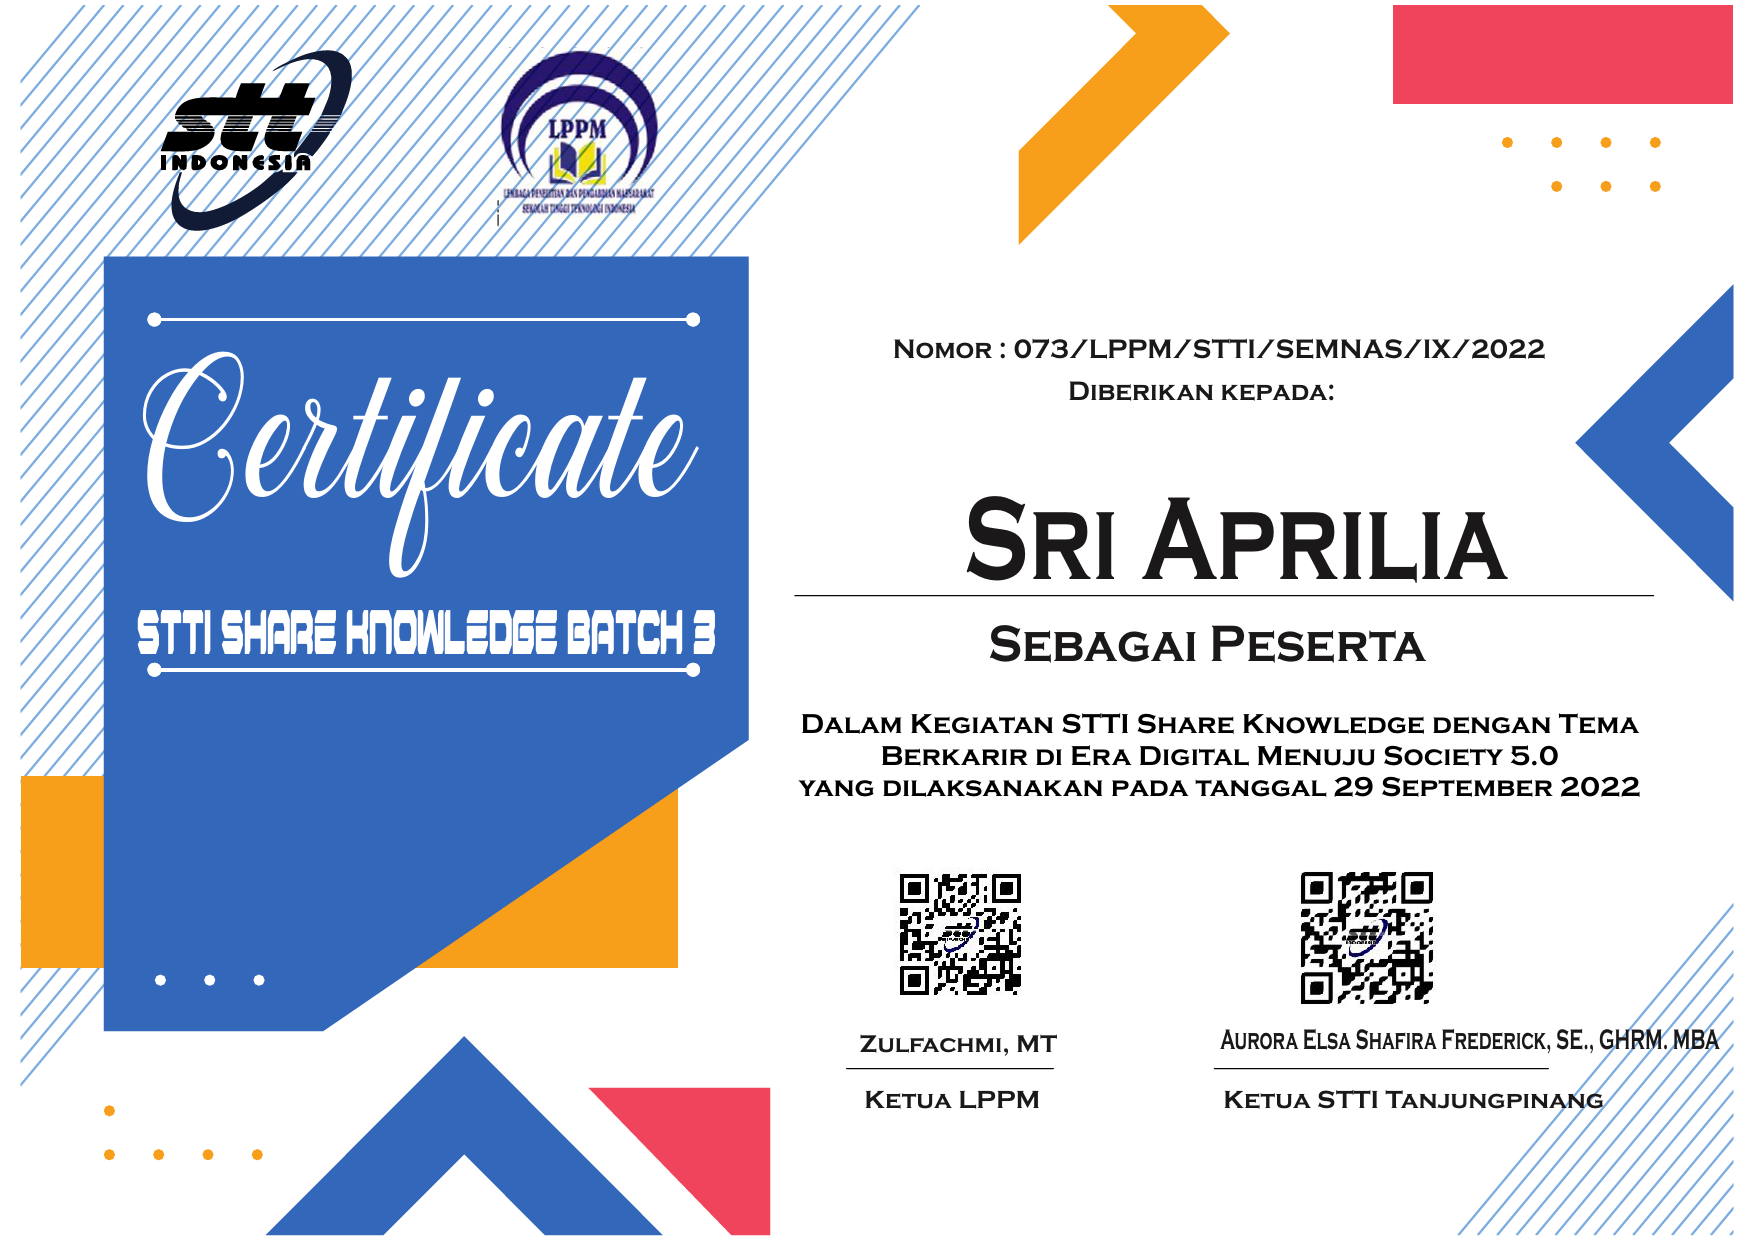 stt
INDONESIA
LPPM
LEMBAGA PENELITIAN DAN PENGABDIAN MASYARAKAT
SEKOLAH TINGGI TEKNOLOGI INDONESIA
Certificate
STTI SHARE KNOWLEDGE BATCH 3
Nomor : 073/LPPM/STTI/SEMNAS/IX/2022
Diberikan kepada:
Sri Aprilia
Sebagai Peserta
Dalam Kegiatan STTI Share Knowledge dengan Tema
Berkarir di Era Digital Menuju Society 5.0
yang dilaksanakan pada tanggal 29 September 2022
Zulfachmi, MT
Ketua LPPM
Aurora Elsa Shafira Frederick, SE., GHRM. MBA
Ketua STTI Tanjungpinang